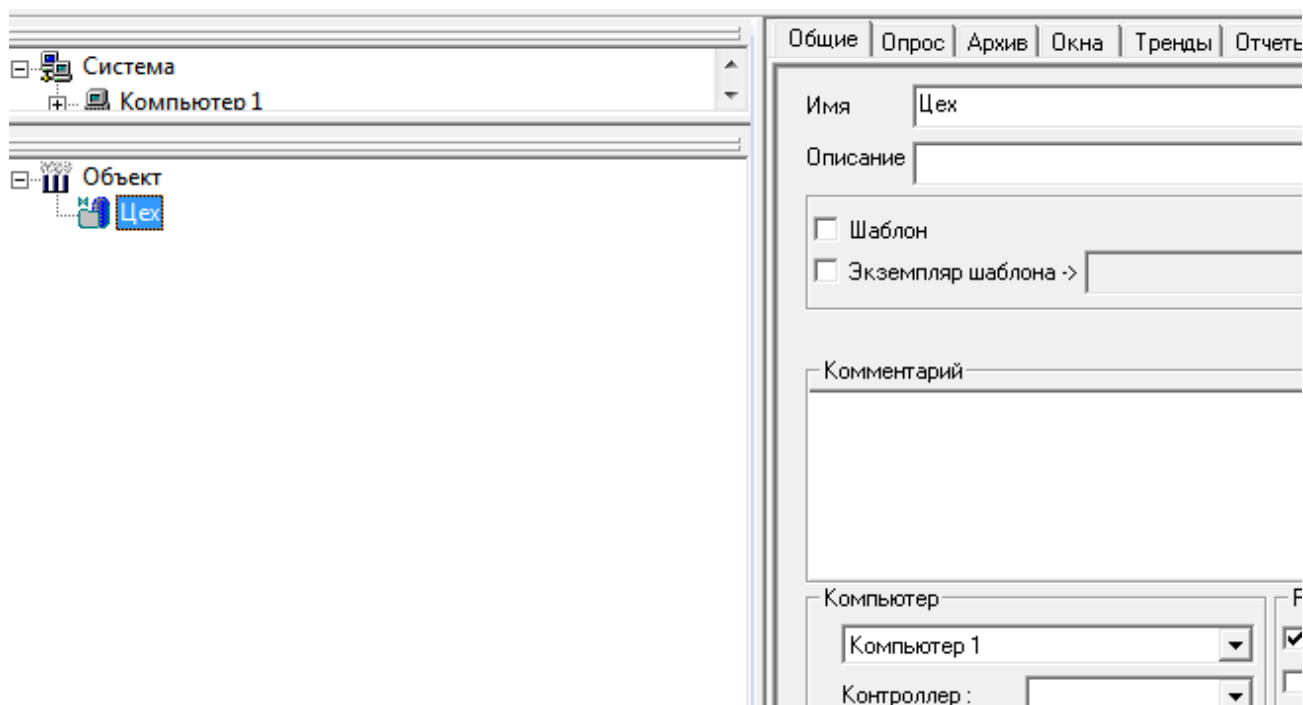 Система
Компьютер 1
Объект
Цех
Общие Опрос Архив Окна Тренды Отчеты
Имя Цех
Описание
Шаблон
Экземпляр шаблона ->
Комментарий
Компьютер
Компьютер 1
Контроллер :